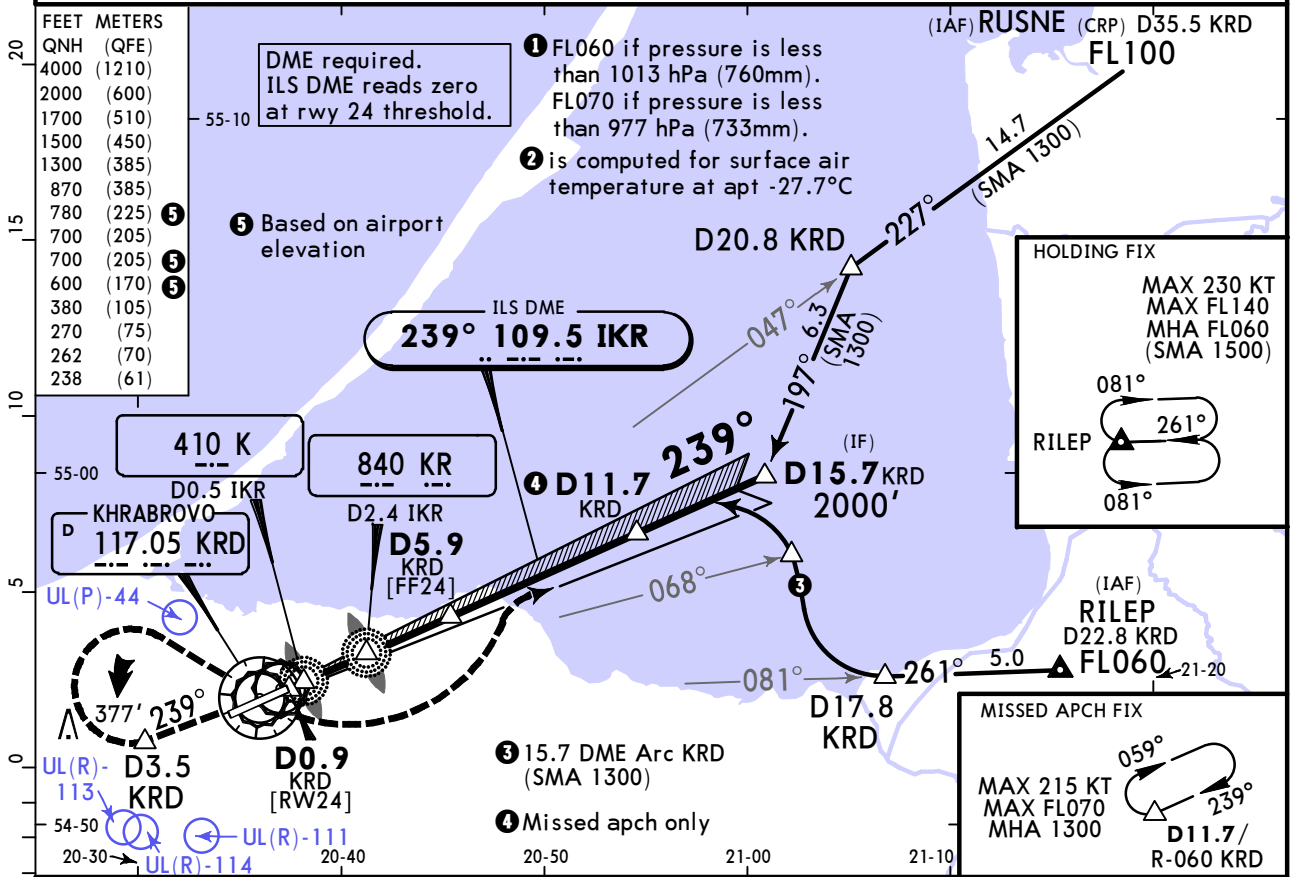 FEET METERS
QNH (QFE)
4000 (1210)
2000 (600)
1700 (510)
1500 (450)
1300 (385)
870 (385)
780 (225) 5
700 (205)
700 (205) 5
600 (170) 5
380 (105)
270 (75)
262 (70)
238 (61)
DME required.
ILS DME reads zero
at rwy 24 threshold.
1 FL060 if pressure is less
than 1013 hPa (760mm).
FL070 if pressure is less
than 977 hPa (733mm).
2 is computed for surface air
temperature at apt -27.7°C
5 Based on airport
elevation
(IAF) RUSNE (CRP) D35.5 KRD
FL100
14.7
(SMA 1300)
227°
D20.8 KRD
047°
6.3
(SMA
1300)
197°
HOLDING FIX
MAX 230 KT
MAX FL140
MHA FL060
(SMA 1500)
081°
261°
RILEP
081°
ILS DME
239° 109.5 IKR
410 K
D0.5 IKR
840 KR
D2.4 IKR
KHRABROVO
D 117.05 KRD
D5.9
KRD
[FF24]
4 D11.7
KRD
239°
(IF)
D15.7 KRD
2000'
068°
3
081°
261°
5.0
(IAF)
RILEP
D22.8 KRD
FL060
D17.8
KRD
UL(P)-44
377'
239°
D3.5
KRD
D0.9
KRD
[RW24]
UL(R)-
113
UL(R)-114
UL(R)-111
3 15.7 DME Arc KRD
(SMA 1300)
4 Missed apch only
MISSED APCH FIX
059°
239°
MAX 215 KT
MAX FL070
MHA 1300
D11.7/
R-060 KRD
20
15
10
5
0
55-10
55-00
54-50
20-30
20-40
20-50
21-00
21-10
21-20